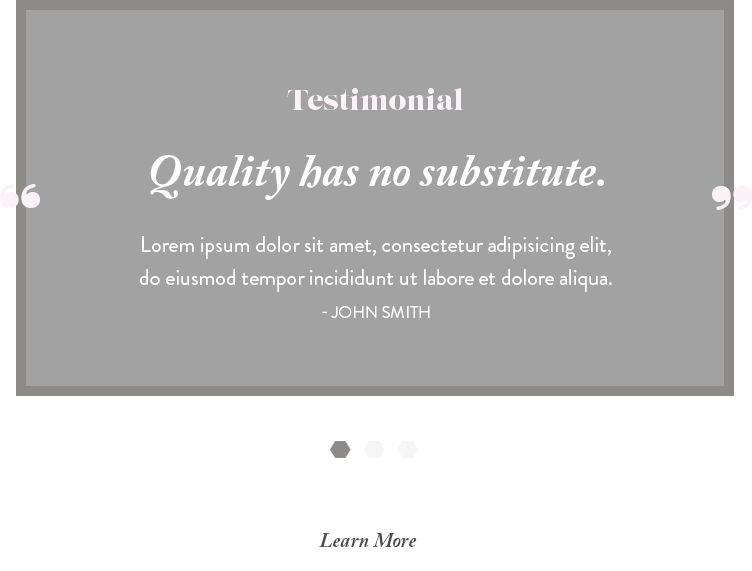 Testimonial
Quality has no substitute.
“ ”
Lorem ipsum dolor sit amet, consectetur adipisicing elit,
do eiusmod tempor incididunt ut labore et dolore aliqua.
- JOHN SMITH
Learn More